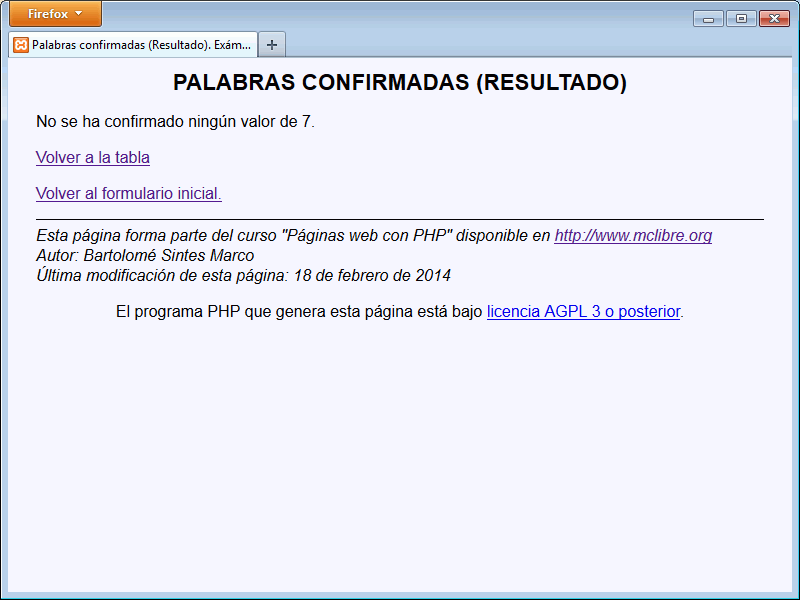 Firefox
Palabras confirmadas (Resultado). Exám...
PALABRAS CONFIRMADAS (RESULTADO)
No se ha confirmado ningún valor de 7.
Volver a la tabla
Volver al formulario inicial.
Esta página forma parte del curso "Páginas web con PHP" disponible en http://www.mclibre.org
Autor: Bartolomé Sintes Marco
Última modificación de esta página: 18 de febrero de 2014
El programa PHP que genera esta página está bajo licencia AGPL 3 o posterior.